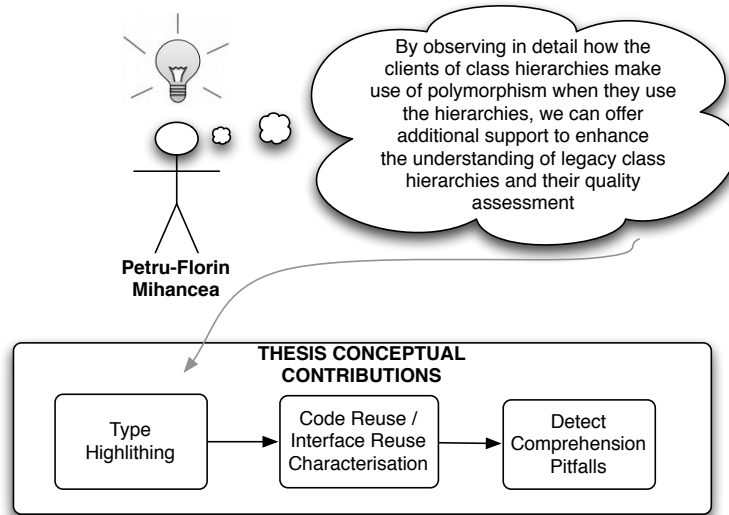 By observing in detail how the
clients of class hierarchies make
use of polymorphism when they use
the hierarchies, we can offer
additional support to enhance
the understanding of legacy class
hierarchies and their quality
assessment
Petru-Florin
Mihancea
THESIS CONCEPTUAL
CONTRIBUTIONS
Type
Highlithing
Code Reuse /
Interface Reuse
Characterisation
Detect
Comprehension
Pitfalls